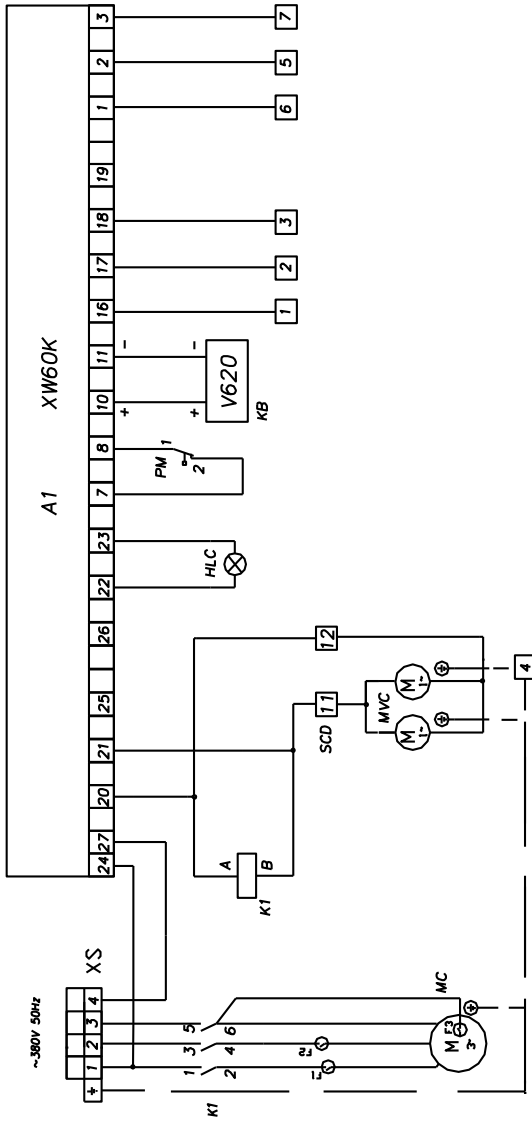 ~380V 50Hz
A1 XW60K
XS
1 2 3 4
24 27 20 21 25 26 22 23 7 8 10 11 16 17 18 19 1 2 3
+ -
PM 1
2
+ -
V620
KB
HLC
1 3 5
2 4 6
K1
A
B
K1
F1 F2
1 2 3 6 5 7
SCD 11 12
MVC
M
1~
M
1~
MC
F3
M
3~
4